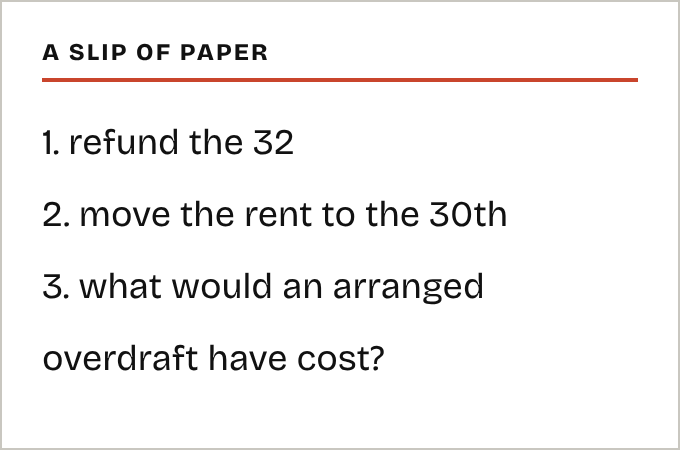 A SLIP OF PAPER
1. refund the 32
2. move the rent to the 30th
3. what would an arranged
overdraft have cost?